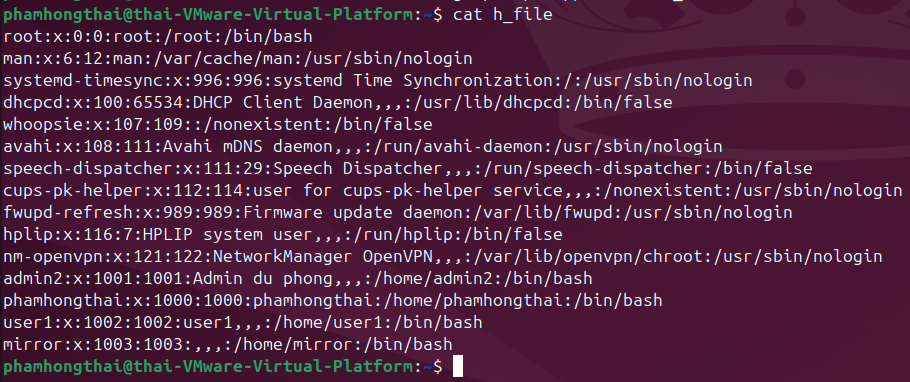 phamhongthai@thai-VMware-Virtual-Platform:~$ cat h_file
root:x:0:0:root:/root:/bin/bash
man:x:6:12:man:/var/cache/man:/usr/sbin/nologin
systemd-timesync:x:996:996:systemd Time Synchronization:/:/usr/sbin/nologin
dhcpcd:x:100:65534:DHCP Client Daemon,,,:/usr/lib/dhcpcd:/bin/false
whoopsie:x:107:109::/nonexistent:/bin/false
avahi:x:108:111:Avahi mDNS daemon,,,:/run/avahi-daemon:/usr/sbin/nologin
speech-dispatcher:x:111:29:Speech Dispatcher,,,:/run/speech-dispatcher:/bin/false
cups-pk-helper:x:112:114:user for cups-pk-helper service,,,:/nonexistent:/usr/sbin/nologin
fwupd-refresh:x:989:989:Firmware update daemon:/var/lib/fwupd:/usr/sbin/nologin
hplip:x:116:7:HPLIP system user,,,:/run/hplip:/bin/false
nm-openvpn:x:121:122:NetworkManager OpenVPN,,,:/var/lib/openvpn/chroot:/usr/sbin/nologin
admin2:x:1001:1001:Admin du phong,,,:/home/admin2:/bin/bash
phamhongthai:x:1000:1000:phamhongthai:/home/phamhongthai:/bin/bash
user1:x:1002:1002:user1,,,:/home/user1:/bin/bash
mirror:x:1003:1003:,,,:/home/mirror:/bin/bash
phamhongthai@thai-VMware-Virtual-Platform:~$